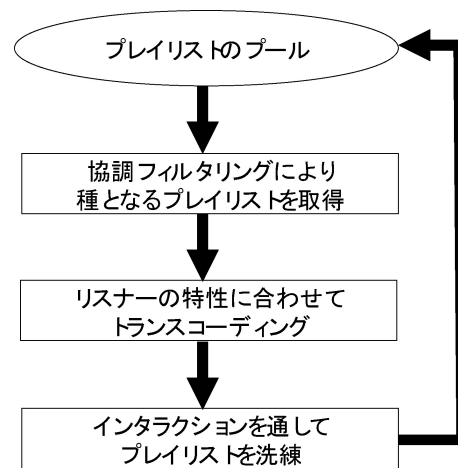 プレイリストのプール
協調フィルタリングにより
種となるプレイリストを取得
リスナーの特性に合わせて
トランスコーディング
インタラクションを通して
プレイリストを洗練